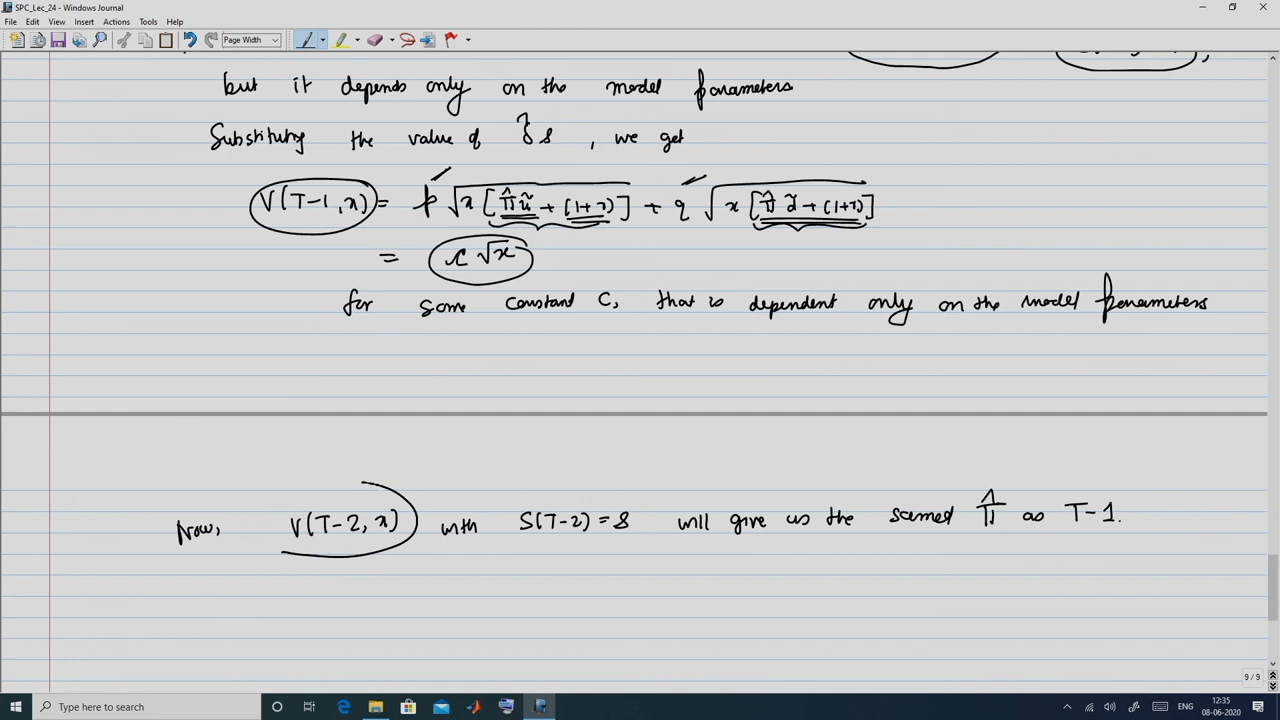 SPC_Lec_24 - Windows Journal
File Edit View Insert Actions Tools Help
Page Width
but it depends only on the model parameters
Substituting the value of ξs, we get
V(T-1,x) = p √x [π̂ ũ + (1+r)] + q √x [π̂ d̃ + (1+r)]
= c √x
for some constant C, that is dependent only on the model parameters
Now, V(T-2, x) with S(T-2) = s will give us the samed π̂ as T-1.
9 / 9
Type here to search
ENG
12:35
08-06-2020